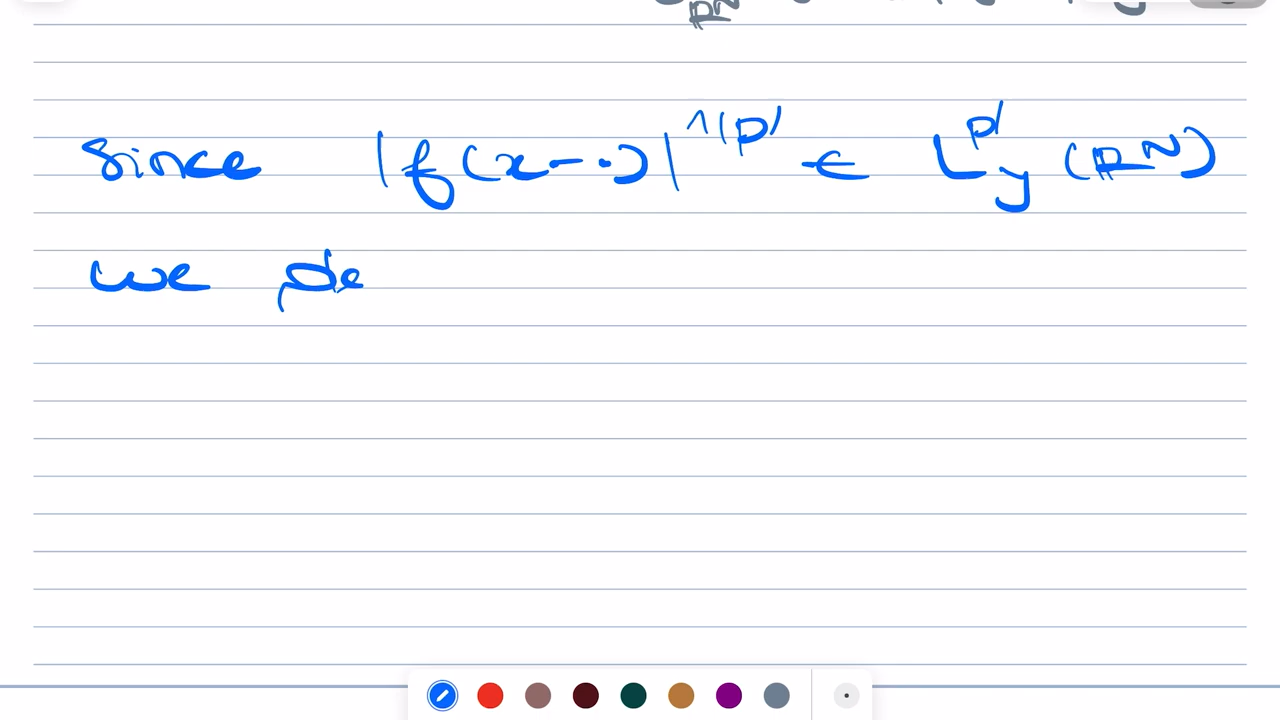 Since |f(x-·)|^{1/p'} ∈ L^{p'}_y(ℝ^N)
we de